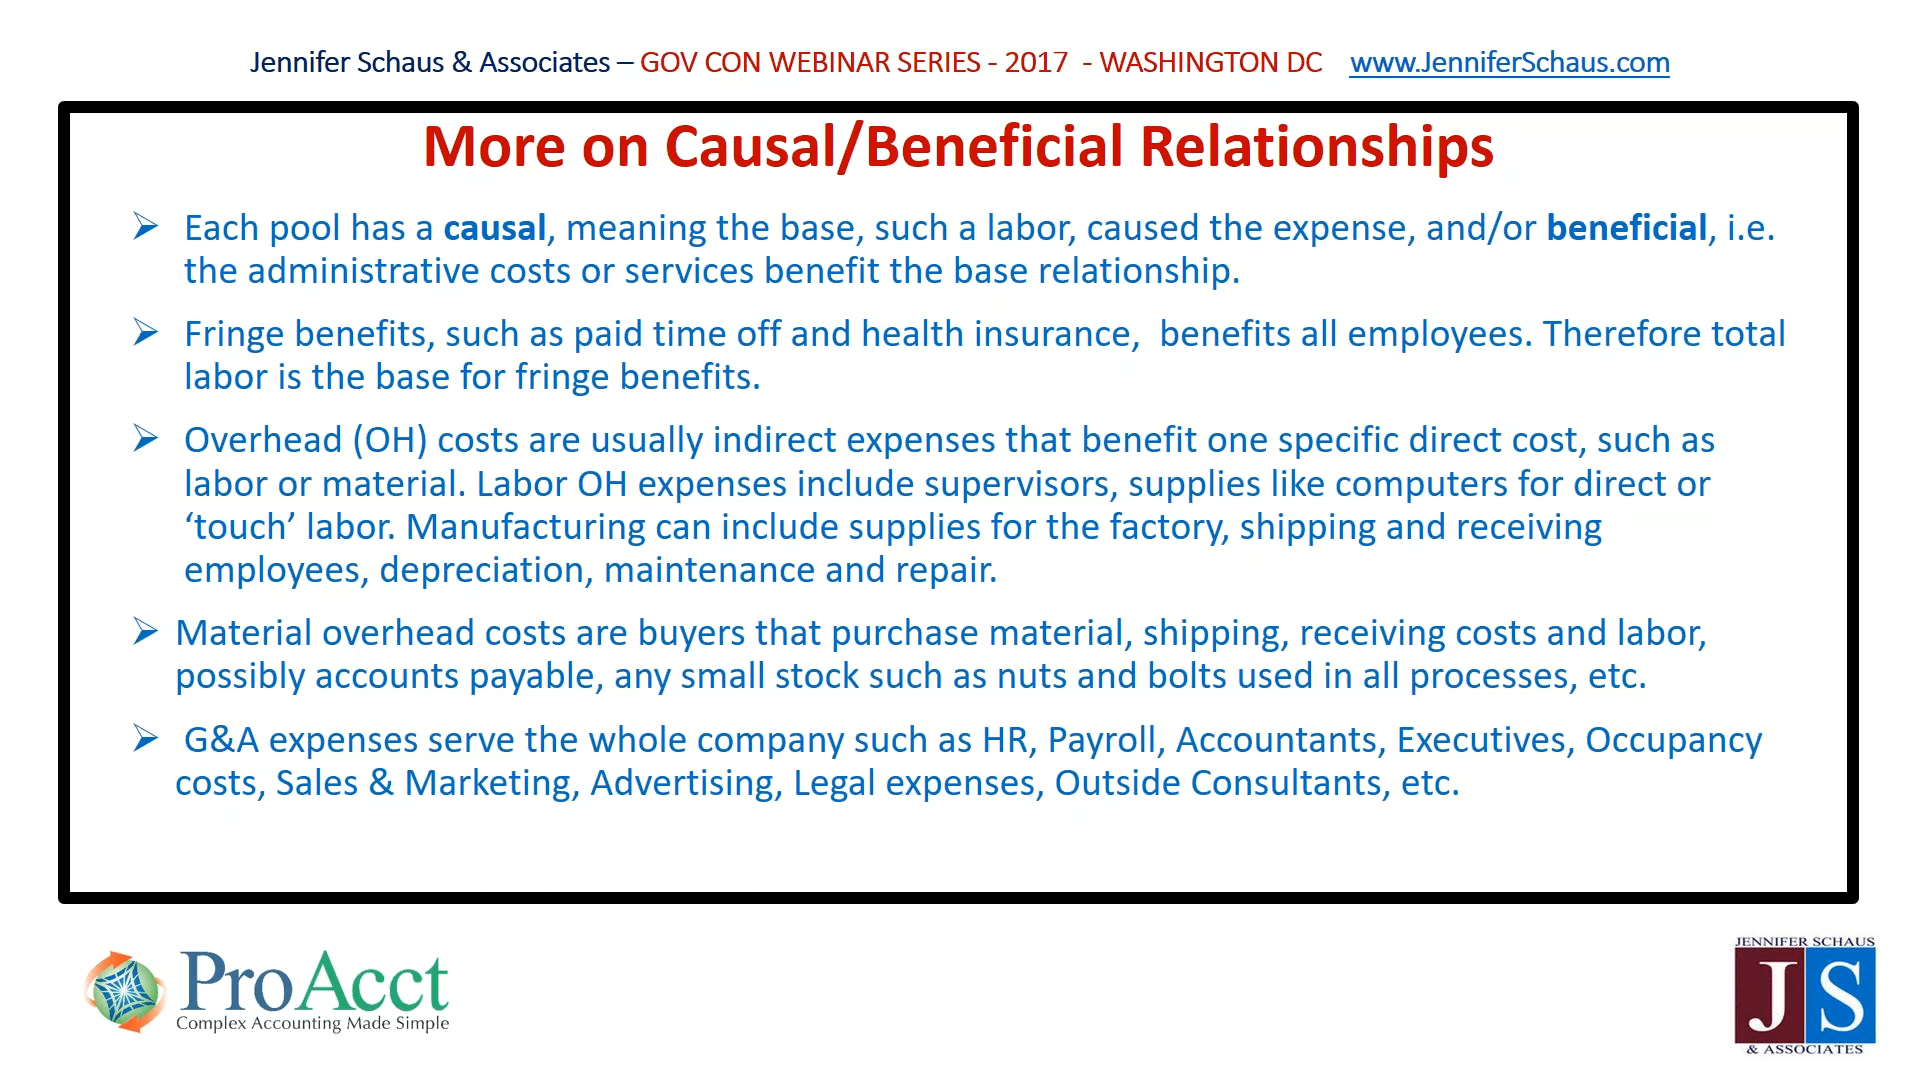 Jennifer Schaus & Associates – GOV CON WEBINAR SERIES - 2017 - WASHINGTON DC www.JenniferSchaus.com
More on Causal/Beneficial Relationships
➢ Each pool has a causal, meaning the base, such a labor, caused the expense, and/or beneficial, i.e.
the administrative costs or services benefit the base relationship.
➢ Fringe benefits, such as paid time off and health insurance, benefits all employees. Therefore total
labor is the base for fringe benefits.
➢ Overhead (OH) costs are usually indirect expenses that benefit one specific direct cost, such as
labor or material. Labor OH expenses include supervisors, supplies like computers for direct or
‘touch’ labor. Manufacturing can include supplies for the factory, shipping and receiving
employees, depreciation, maintenance and repair.
➢ Material overhead costs are buyers that purchase material, shipping, receiving costs and labor,
possibly accounts payable, any small stock such as nuts and bolts used in all processes, etc.
➢ G&A expenses serve the whole company such as HR, Payroll, Accountants, Executives, Occupancy
costs, Sales & Marketing, Advertising, Legal expenses, Outside Consultants, etc.
ProAcct
Complex Accounting Made Simple
JENNIFER SCHAUS
JS
& ASSOCIATES